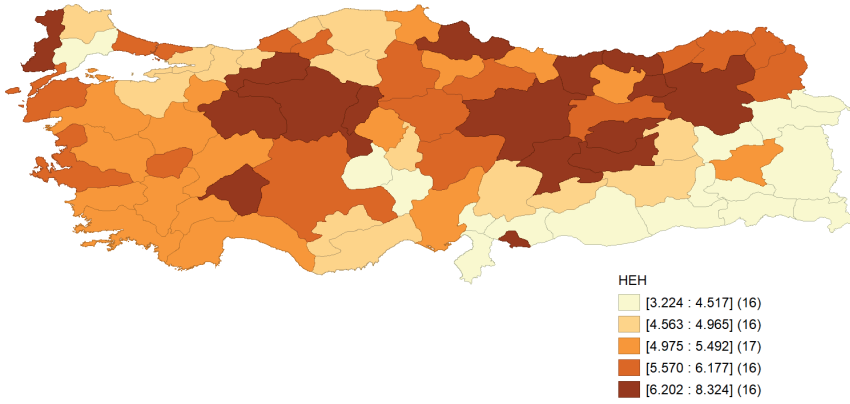 HEH
[3.224 : 4.517] (16)
[4.563 : 4.965] (16)
[4.975 : 5.492] (17)
[5.570 : 6.177] (16)
[6.202 : 8.324] (16)